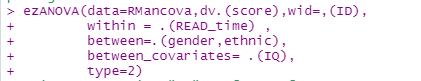 > ezANOVA(data=RMancova,dv.(score),wid=,(ID),
+ within = .(READ_time) ,
+ between=.(gender,ethnic),
+ between_covariates= .(IQ),
+ type=2)